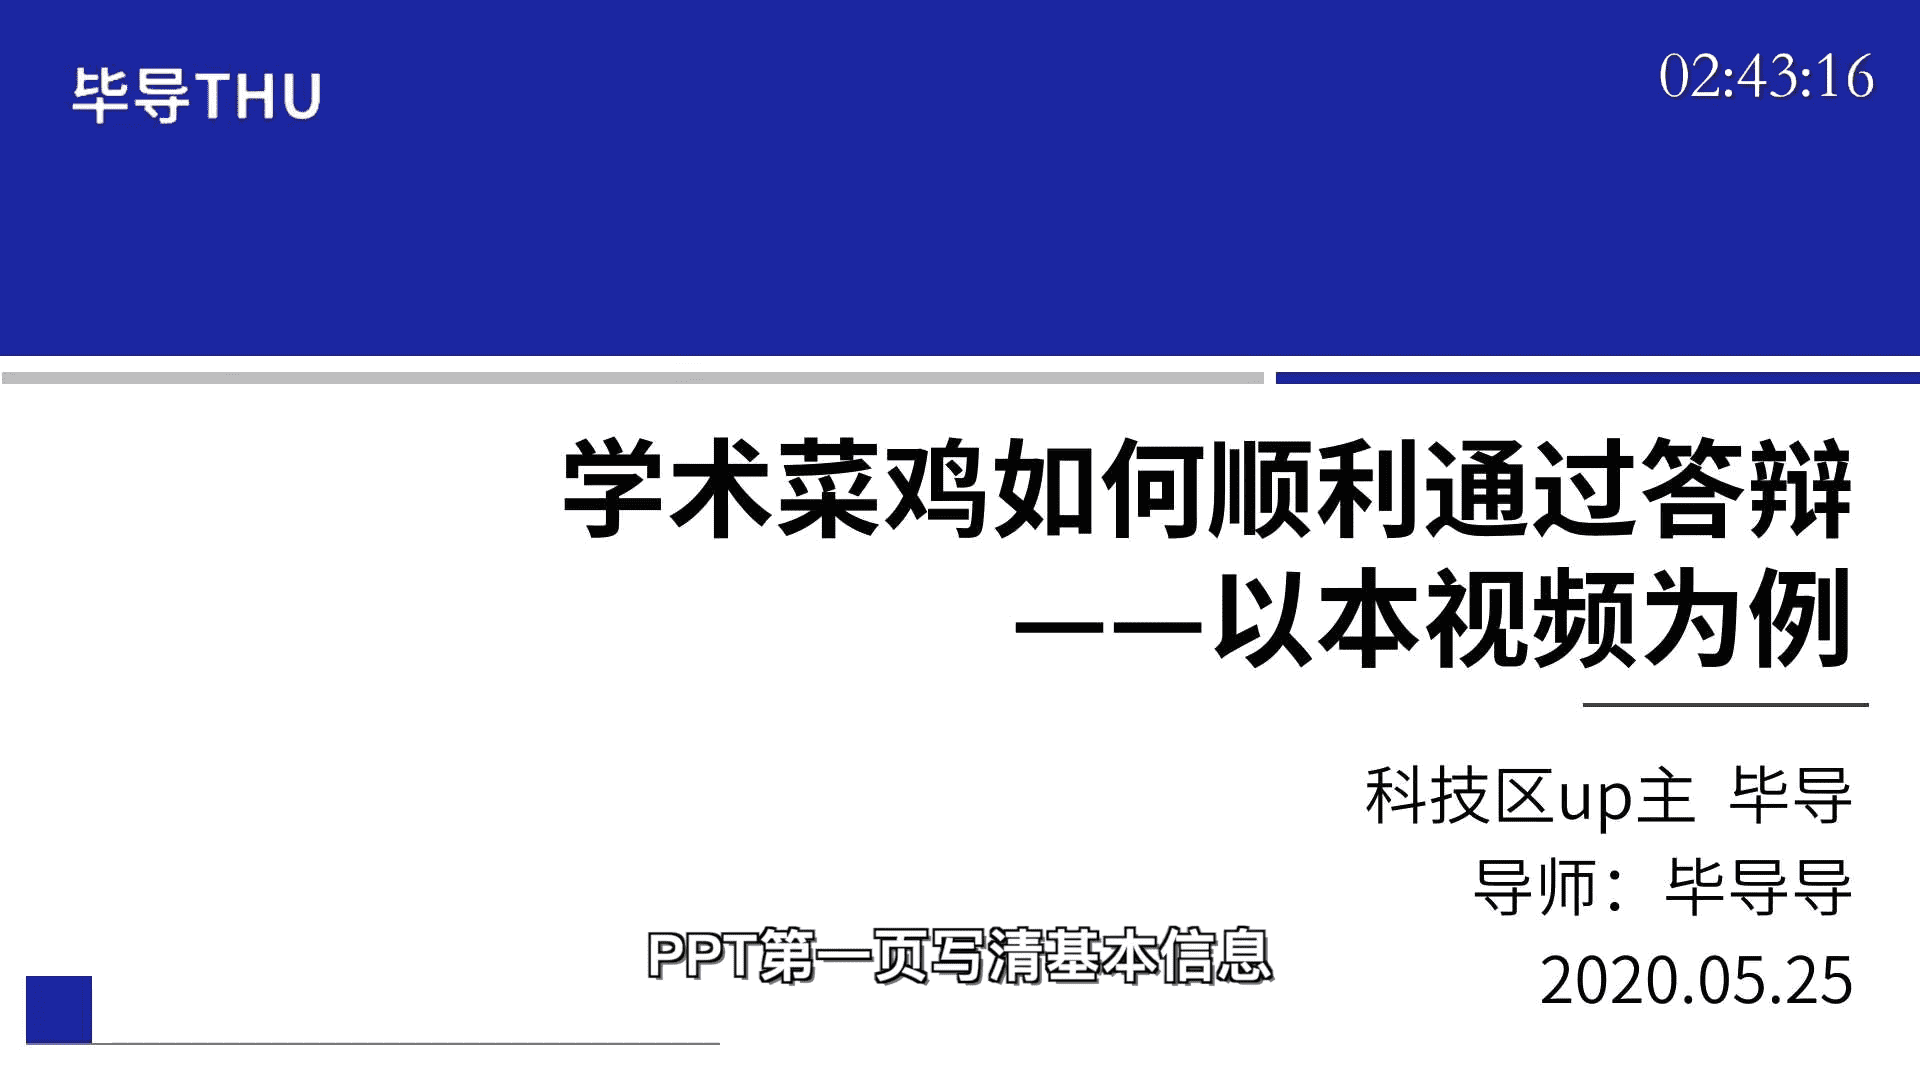 毕导THU
02:43:16
学术菜鸡如何顺利通过答辩
——以本视频为例
科技区up主 毕导
导师：毕导导
2020.05.25
PPT第一页写清基本信息